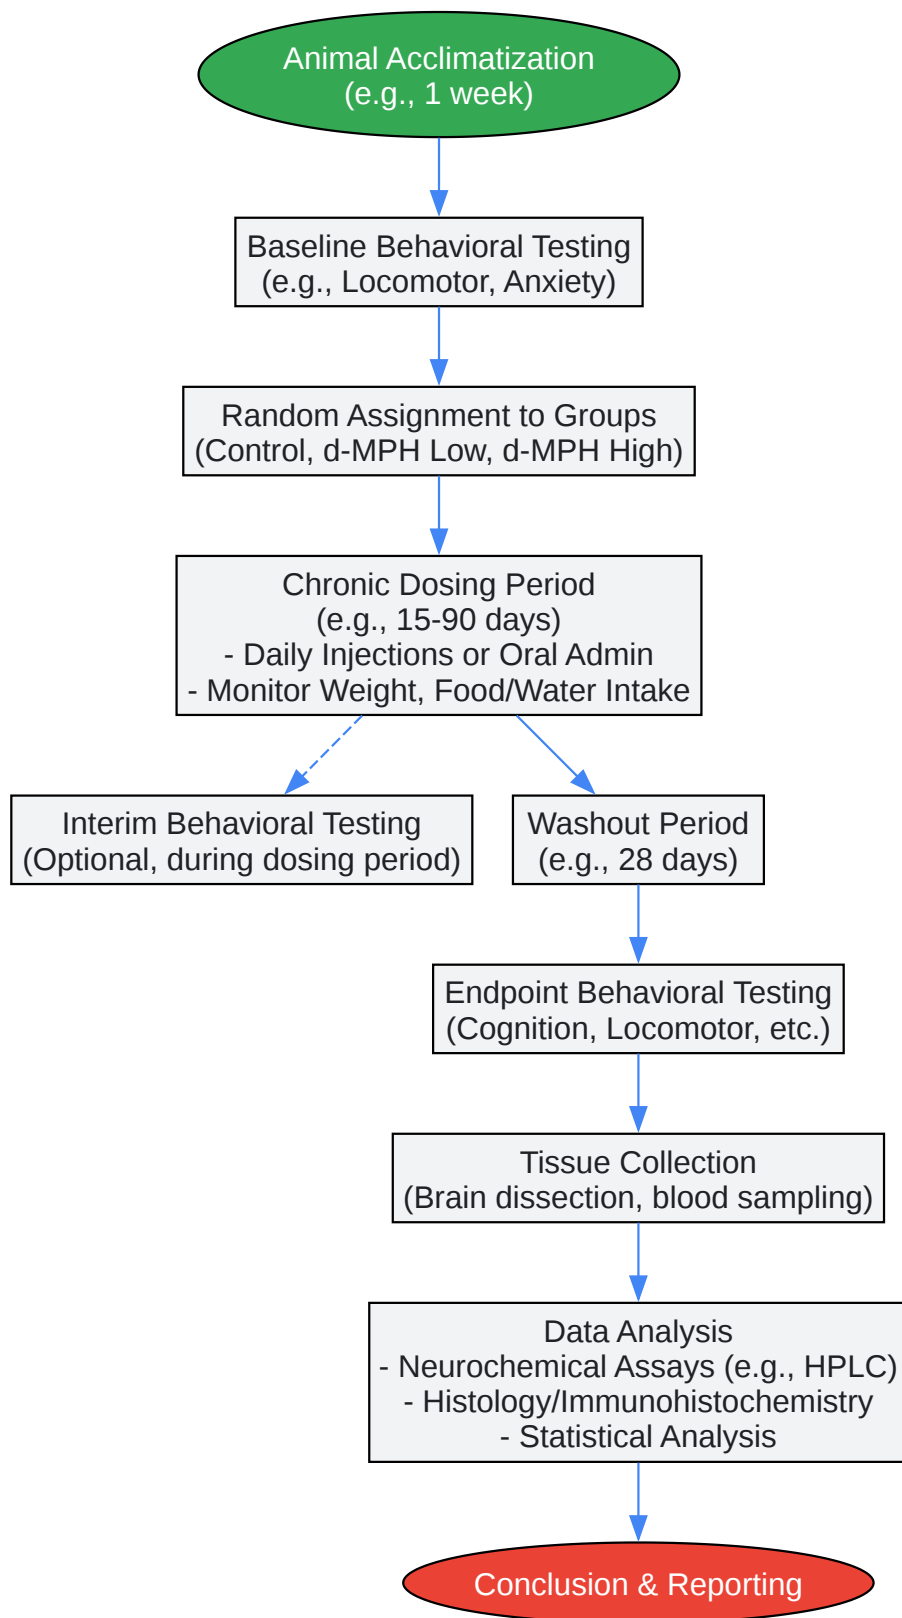 Animal Acclimatization
(e.g., 1 week)
Baseline Behavioral Testing
(e.g., Locomotor, Anxiety)
Random Assignment to Groups
(Control, d-MPH Low, d-MPH High)
Chronic Dosing Period
(e.g., 15-90 days)
- Daily Injections or Oral Admin
- Monitor Weight, Food/Water Intake
Interim Behavioral Testing
(Optional, during dosing period)
Washout Period
(e.g., 28 days)
Endpoint Behavioral Testing
(Cognition, Locomotor, etc.)
Tissue Collection
(Brain dissection, blood sampling)
Data Analysis
- Neurochemical Assays (e.g., HPLC)
- Histology/Immunohistochemistry
- Statistical Analysis
Conclusion & Reporting